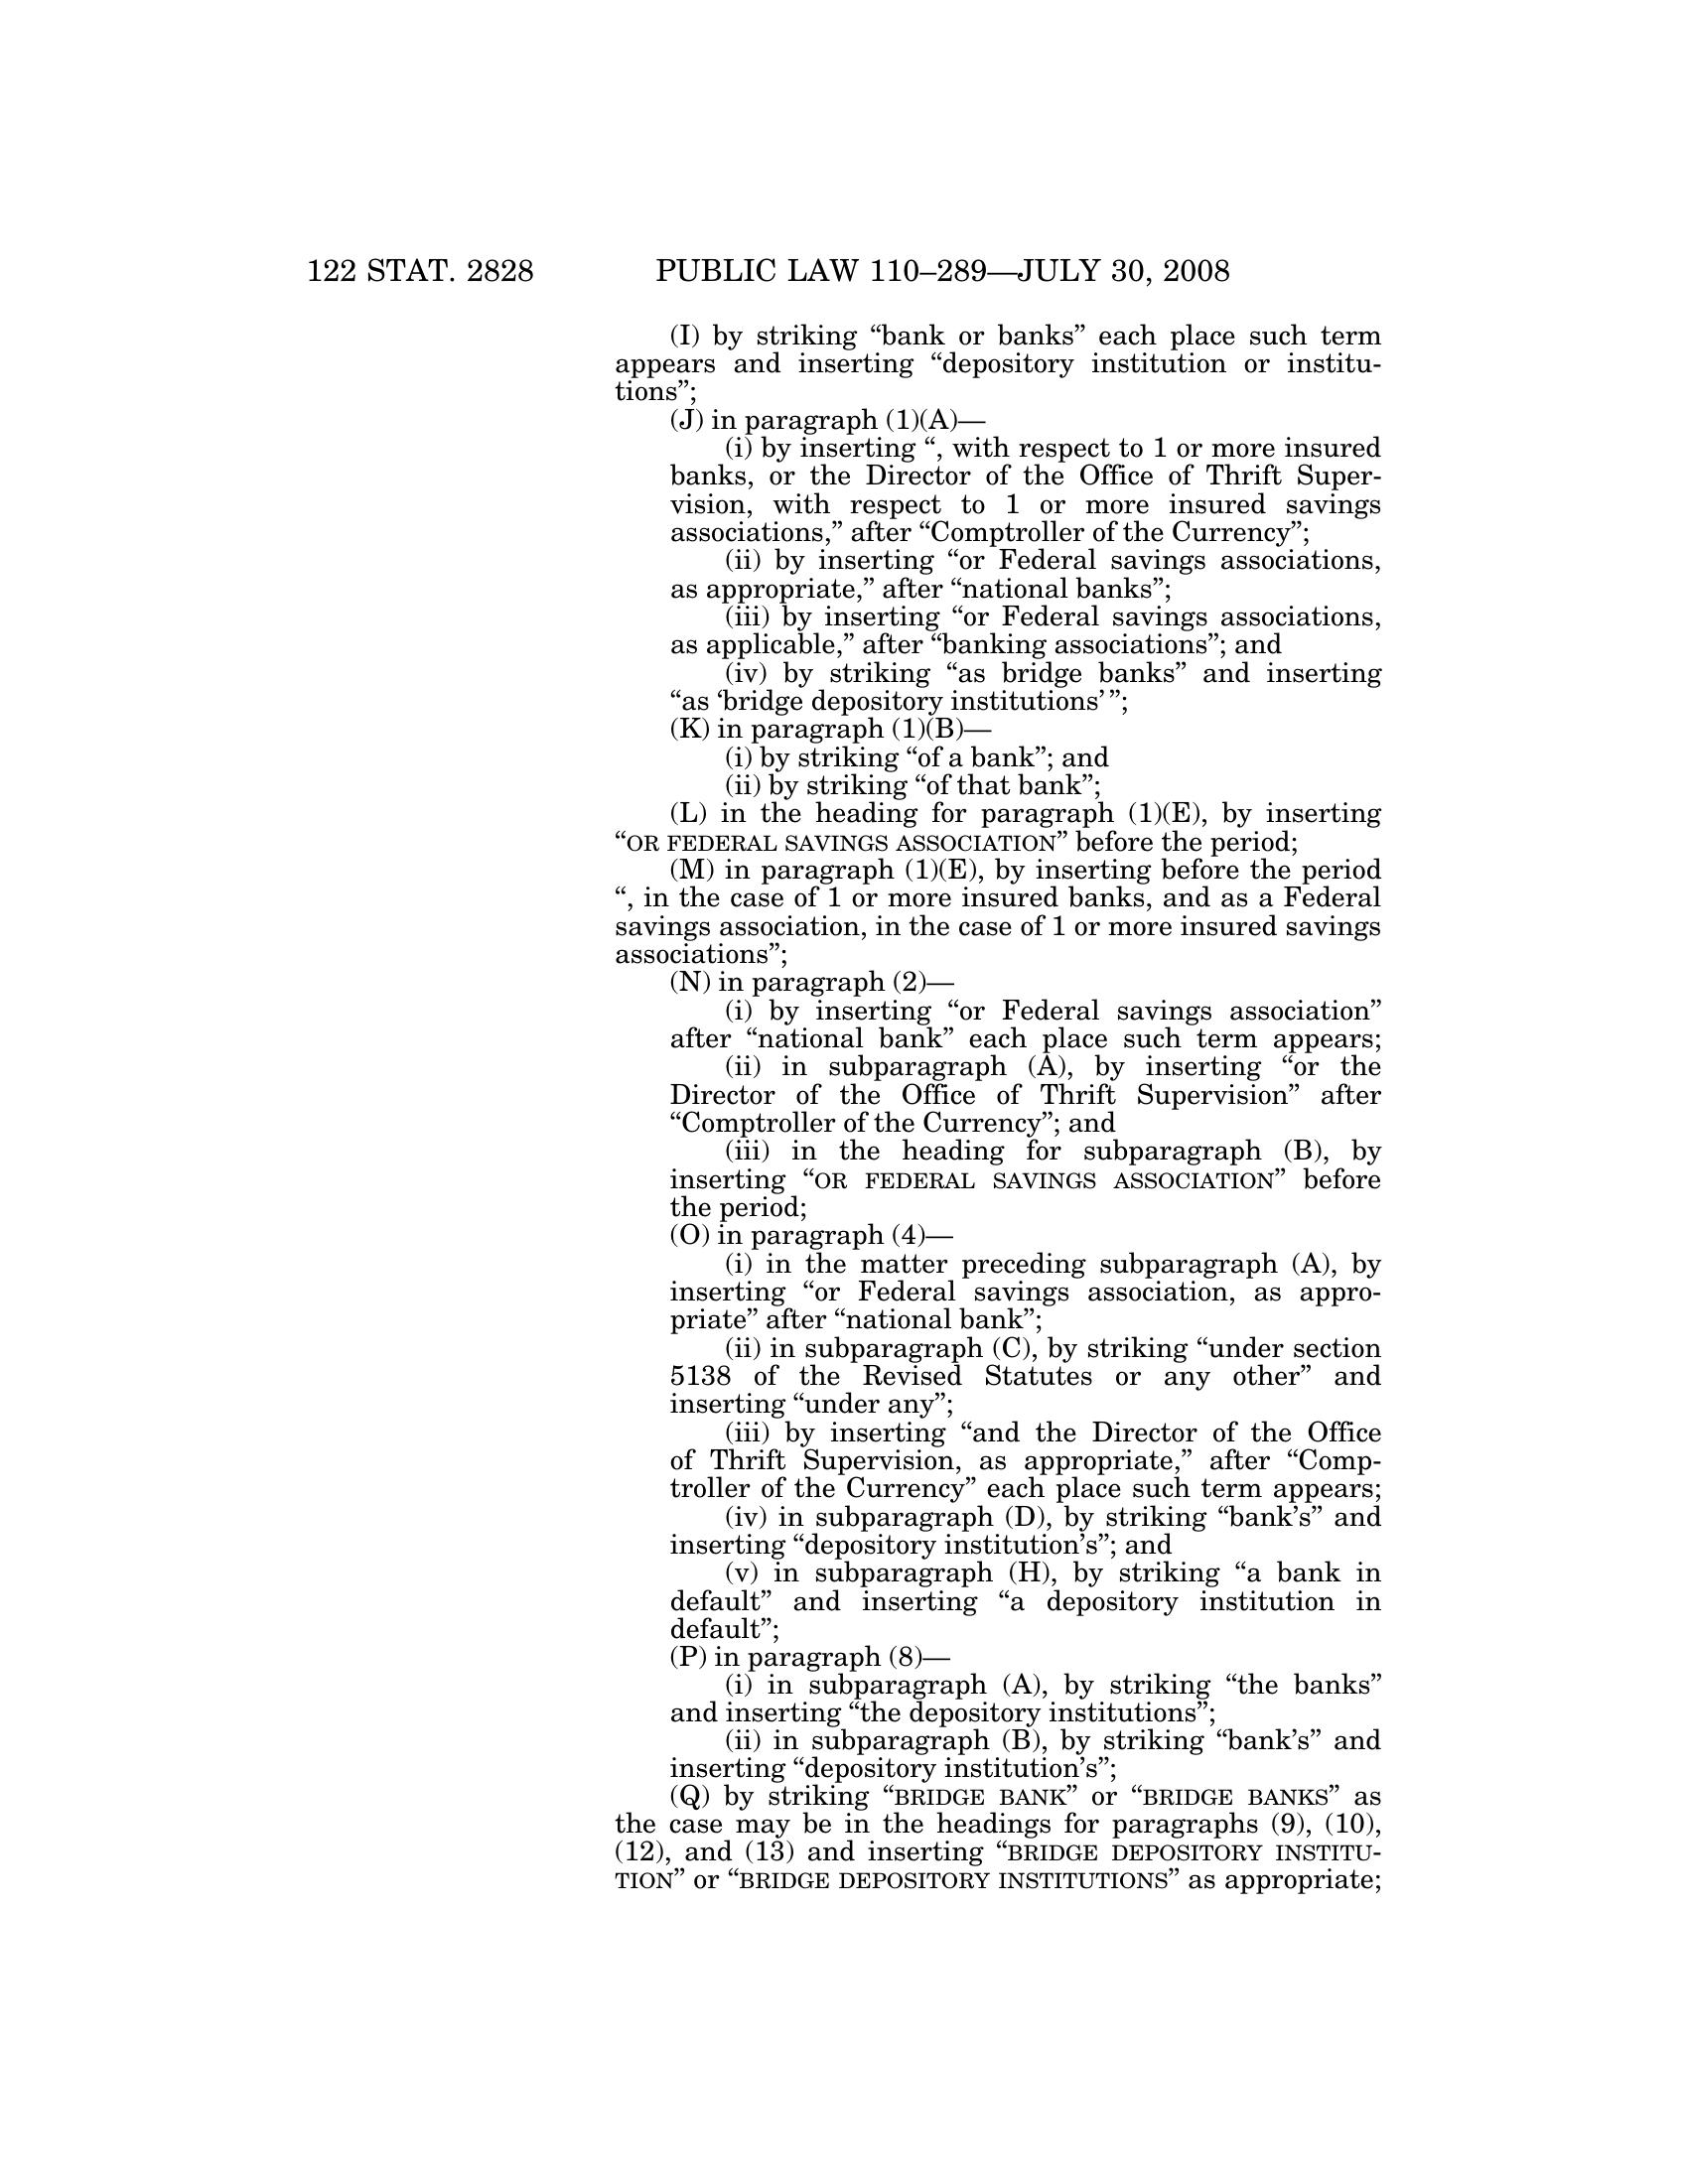 122 STAT. 2828 PUBLIC LAW 110–289—JULY 30, 2008
(I) by striking “bank or banks” each place such term
appears and inserting “depository institution or institu-
tions”;
(J) in paragraph (1)(A)—
(i) by inserting “, with respect to 1 or more insured
banks, or the Director of the Office of Thrift Super-
vision, with respect to 1 or more insured savings
associations,” after “Comptroller of the Currency”;
(ii) by inserting “or Federal savings associations,
as appropriate,” after “national banks”;
(iii) by inserting “or Federal savings associations,
as applicable,” after “banking associations”; and
(iv) by striking “as bridge banks” and inserting
“as ‘bridge depository institutions’ ”;
(K) in paragraph (1)(B)—
(i) by striking “of a bank”; and
(ii) by striking “of that bank”;
(L) in the heading for paragraph (1)(E), by inserting
“OR FEDERAL SAVINGS ASSOCIATION” before the period;
(M) in paragraph (1)(E), by inserting before the period
“, in the case of 1 or more insured banks, and as a Federal
savings association, in the case of 1 or more insured savings
associations”;
(N) in paragraph (2)—
(i) by inserting “or Federal savings association”
after “national bank” each place such term appears;
(ii) in subparagraph (A), by inserting “or the
Director of the Office of Thrift Supervision” after
“Comptroller of the Currency”; and
(iii) in the heading for subparagraph (B), by
inserting “OR FEDERAL SAVINGS ASSOCIATION” before
the period;
(O) in paragraph (4)—
(i) in the matter preceding subparagraph (A), by
inserting “or Federal savings association, as appro-
priate” after “national bank”;
(ii) in subparagraph (C), by striking “under section
5138 of the Revised Statutes or any other” and
inserting “under any”;
(iii) by inserting “and the Director of the Office
of Thrift Supervision, as appropriate,” after “Comp-
troller of the Currency” each place such term appears;
(iv) in subparagraph (D), by striking “bank’s” and
inserting “depository institution’s”; and
(v) in subparagraph (H), by striking “a bank in
default” and inserting “a depository institution in
default”;
(P) in paragraph (8)—
(i) in subparagraph (A), by striking “the banks”
and inserting “the depository institutions”;
(ii) in subparagraph (B), by striking “bank’s” and
inserting “depository institution’s”;
(Q) by striking “BRIDGE BANK” or “BRIDGE BANKS” as
the case may be in the headings for paragraphs (9), (10),
(12), and (13) and inserting “BRIDGE DEPOSITORY INSTITU-
TION” or “BRIDGE DEPOSITORY INSTITUTIONS” as appropriate;